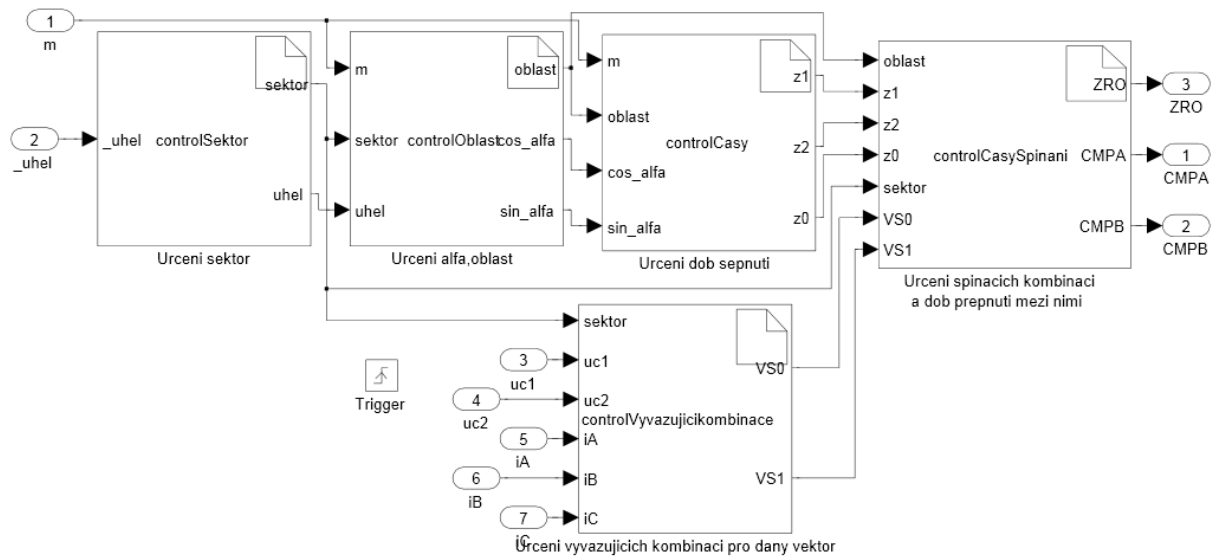 1
m
2
_uhel
_uhel
controlSektor
sektor
uhel
Urceni sektor
m
sektor
uhel
controlOblast
oblast
cos_alfa
sin_alfa
Urceni alfa,oblast
m
oblast
cos_alfa
sin_alfa
controlCasy
z1
z2
z0
Urceni dob sepnuti
oblast
z1
z2
z0
sektor
VS0
VS1
controlCasySpinani
ZRO
CMPA
CMPB
Urceni spinacich kombinaci
a dob prepnuti mezi nimi
3
ZRO
1
CMPA
2
CMPB
Trigger
3
uc1
4
uc2
5
iA
6
iB
7
iC
sektor
uc1
uc2
controlVyvazujicikombinace
iA
iB
iC
VS0
VS1
Urceni vyvazujicich kombinaci pro dany vektor